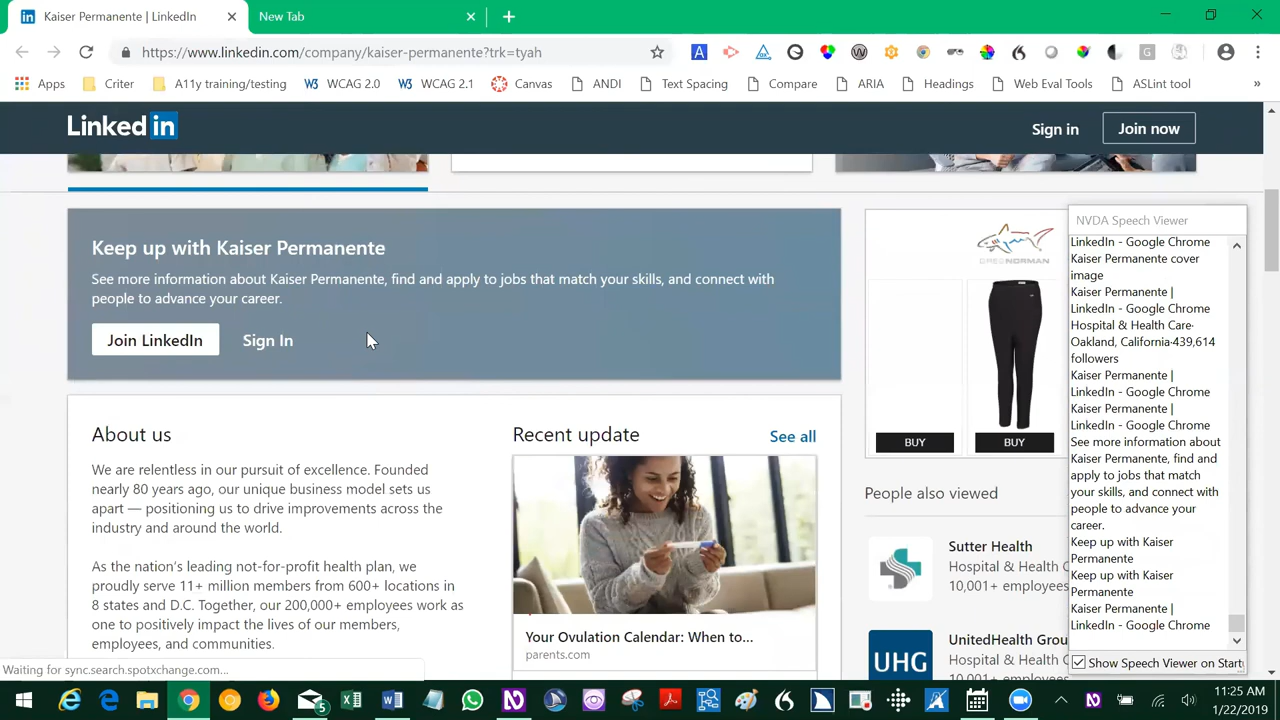 Kaiser Permanente | LinkedIn
New Tab
https://www.linkedin.com/company/kaiser-permanente?trk=tyah
Apps
Criter
A11y training/testing
WCAG 2.0
WCAG 2.1
Canvas
ANDI
Text Spacing
Compare
ARIA
Headings
Web Eval Tools
ASLint tool
Linkedin
Sign in
Join now
Keep up with Kaiser Permanente
See more information about Kaiser Permanente, find and apply to jobs that match your skills, and connect with
people to advance your career.
Join LinkedIn
Sign In
GREG NORMAN
BUY
BUY
About us
We are relentless in our pursuit of excellence. Founded
nearly 80 years ago, our unique business model sets us
apart — positioning us to drive improvements across the
industry and around the world.
As the nation's leading not-for-profit health plan, we
proudly serve 11+ million members from 600+ locations in
8 states and D.C. Together, our 200,000+ employees work as
one to positively impact the lives of our members,
employees, and communities.
Recent update
See all
Your Ovulation Calendar: When to...
parents.com
People also viewed
Sutter Health
Hospital & Health C
10,001+ employees
UHG
UnitedHealth Grou
Hospital & Health C
10,001+ employees
NVDA Speech Viewer
LinkedIn - Google Chrome
Kaiser Permanente cover
image
Kaiser Permanente |
LinkedIn - Google Chrome
Hospital & Health Care·
Oakland, California·439,614
followers
Kaiser Permanente |
LinkedIn - Google Chrome
Kaiser Permanente |
LinkedIn - Google Chrome
See more information about
Kaiser Permanente, find and
apply to jobs that match
your skills, and connect with
people to advance your
career.
Keep up with Kaiser
Permanente
Keep up with Kaiser
Permanente
Kaiser Permanente |
LinkedIn - Google Chrome
Show Speech Viewer on Start
Waiting for sync.search.spotxchange.com...
11:25 AM
1/22/2019